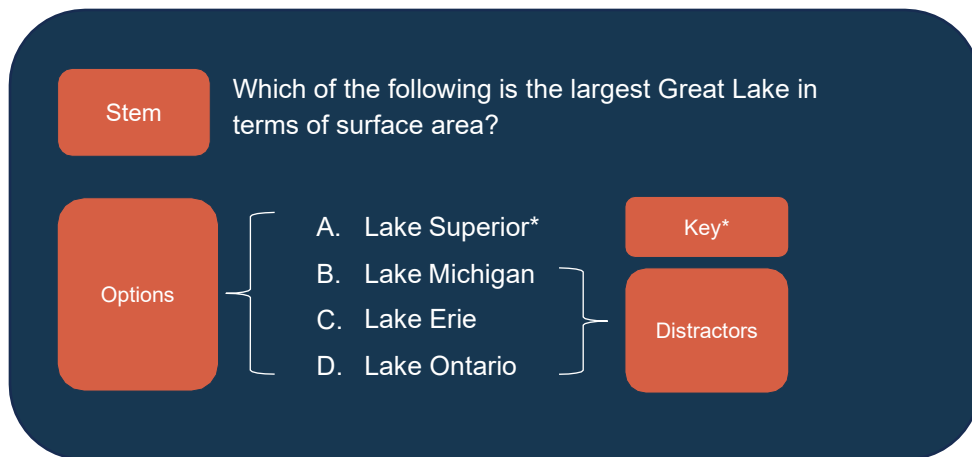 Stem
Which of the following is the largest Great Lake in
terms of surface area?
Options
A. Lake Superior*
B. Lake Michigan
C. Lake Erie
D. Lake Ontario
Key*
Distractors